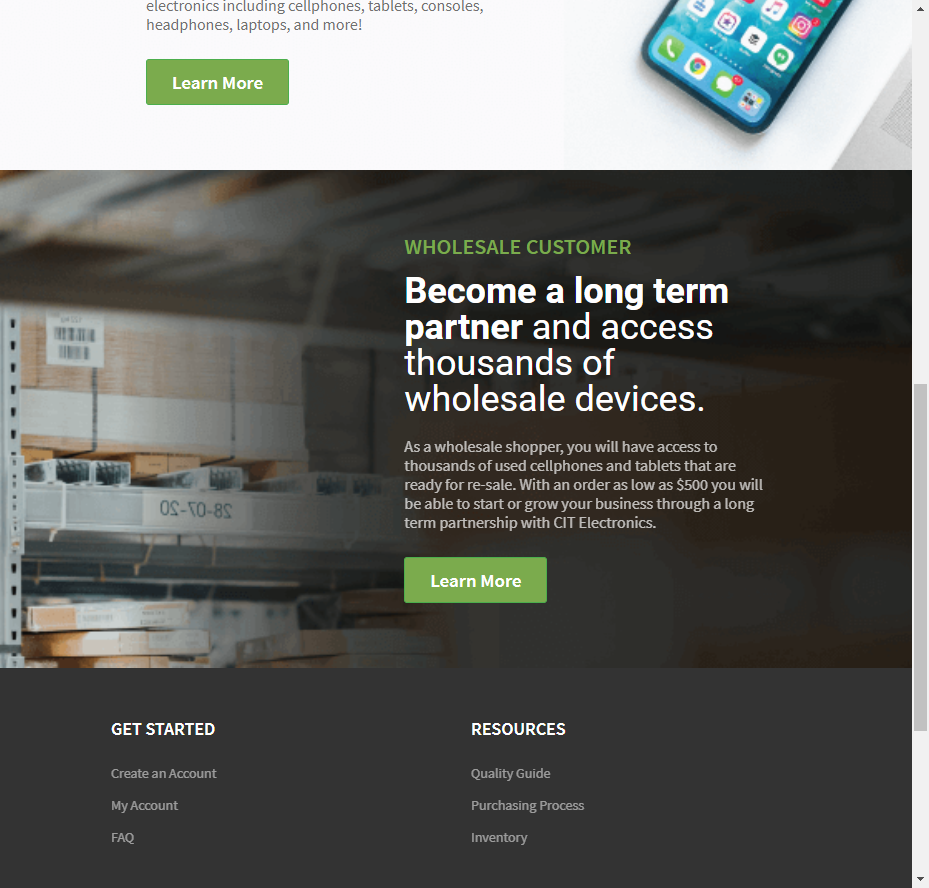 electronics including cellphones, tablets, consoles,
headphones, laptops, and more!
Learn More
WHOLESALE CUSTOMER
Become a long term
partner and access
thousands of
wholesale devices.
As a wholesale shopper, you will have access to
thousands of used cellphones and tablets that are
ready for re-sale. With an order as low as $500 you will
be able to start or grow your business through a long
term partnership with CIT Electronics.
28-07-20
Learn More
GET STARTED
Create an Account
My Account
FAQ
RESOURCES
Quality Guide
Purchasing Process
Inventory